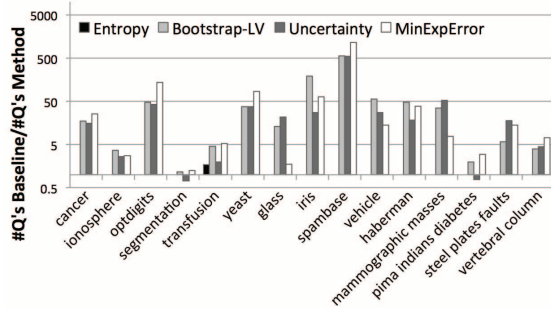 Entropy Bootstrap-LV Uncertainty MinExpError
#Q's Baseline/#Q's Method
5000
500
50
5
0.5
cancer
ionosphere
optdigits
segmentation
transfusion
yeast
glass
iris
spambase
vehicle
haberman
mammographic masses
pima indians diabetes
steel plates faults
vertebral column